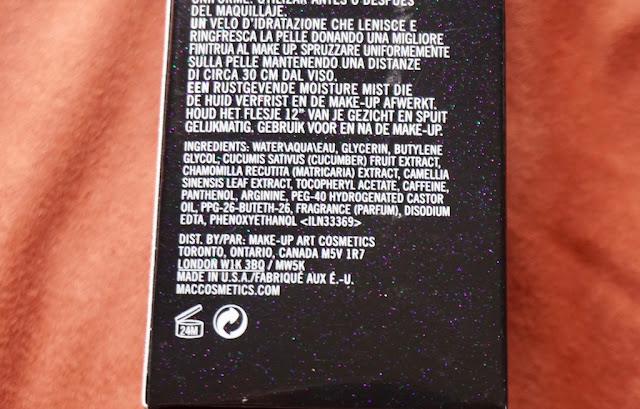 UNIFORME. UTILIZAR ANTES O DESPUÉS
DEL MAQUILLAJE.
UN VELO D'IDRATAZIONE CHE LENISCE E
RINGFRESCA LA PELLE DONANDO UNA MIGLIORE
FINITRUA AL MAKE UP. SPRUZZARE UNIFORMEMENTE
SULLA PELLE MANTENENDO UNA DISTANZE
DI CIRCA 30 CM DAL VISO.
EEN RUSTGEVENDE MOISTURE MIST DIE
DE HUID VERFRIST EN DE MAKE-UP AFWERKT.
HOUD HET FLESJE 12" VAN JE GEZICHT EN SPUIT
GELIJKMATIG. GEBRUIK VOOR EN NA DE MAKE-UP.
INGREDIENTS: WATER\AQUA\EAU, GLYCERIN, BUTYLENE
GLYCOL, CUCUMIS SATIVUS (CUCUMBER) FRUIT EXTRACT,
CHAMOMILLA RECUTITA (MATRICARIA) EXTRACT, CAMELLIA
SINENSIS LEAF EXTRACT, TOCOPHERYL ACETATE, CAFFEINE,
PANTHENOL, ARGININE, PEG-40 HYDROGENATED CASTOR
OIL, PPG-26-BUTETH-26, FRAGRANCE (PARFUM), DISODIUM
EDTA, PHENOXYETHANOL <ILN33369>
DIST. BY/PAR: MAKE-UP ART COSMETICS
TORONTO, ONTARIO, CANADA M5V 1R7
LONDON W1K 3BQ / MW5K
MADE IN U.S.A./FABRIQUÉ AUX É.-U.
MACCOSMETICS.COM
24M